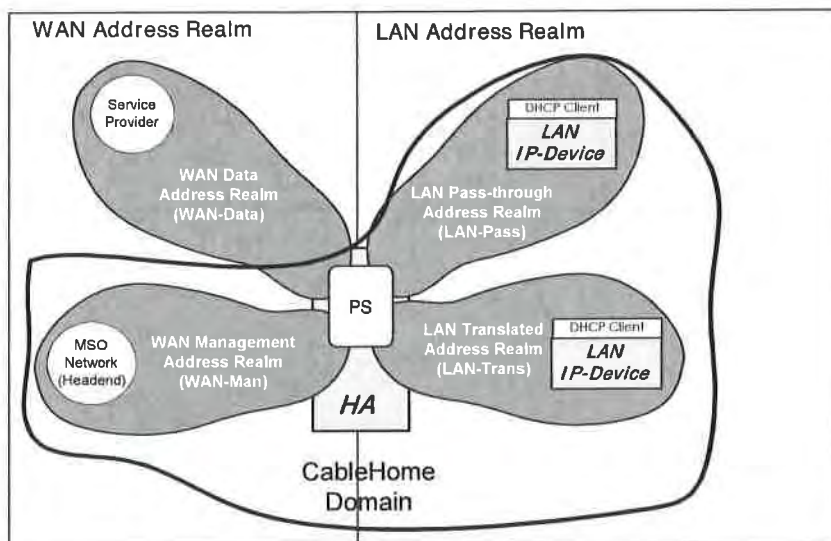 WAN Address Realm
LAN Address Realm
Service
Provider
WAN Data
Address Realm
(WAN-Data)
DHCP Client
LAN
IP-Device
LAN Pass-through
Address Realm
(LAN-Pass)
PS
MSO
Network
(Headend)
WAN Management
Address Realm
(WAN-Man)
LAN Translated
Address Realm
(LAN-Trans)
DHCP Client
LAN
IP-Device
HA
CableHome
Domain